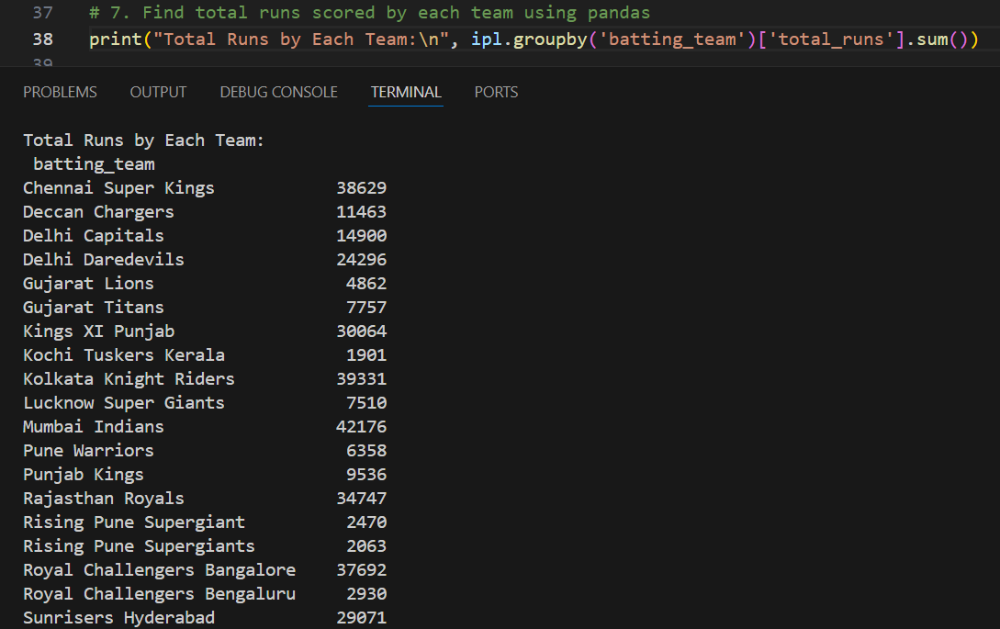 37 # 7. Find total runs scored by each team using pandas
38 print("Total Runs by Each Team:\n", ipl.groupby('batting_team')['total_runs'].sum())
39
PROBLEMS OUTPUT DEBUG CONSOLE TERMINAL PORTS
Total Runs by Each Team:
batting_team
Chennai Super Kings 38629
Deccan Chargers 11463
Delhi Capitals 14900
Delhi Daredevils 24296
Gujarat Lions 4862
Gujarat Titans 7757
Kings XI Punjab 30064
Kochi Tuskers Kerala 1901
Kolkata Knight Riders 39331
Lucknow Super Giants 7510
Mumbai Indians 42176
Pune Warriors 6358
Punjab Kings 9536
Rajasthan Royals 34747
Rising Pune Supergiant 2470
Rising Pune Supergiants 2063
Royal Challengers Bangalore 37692
Royal Challengers Bengaluru 2930
Sunrisers Hyderabad 29071